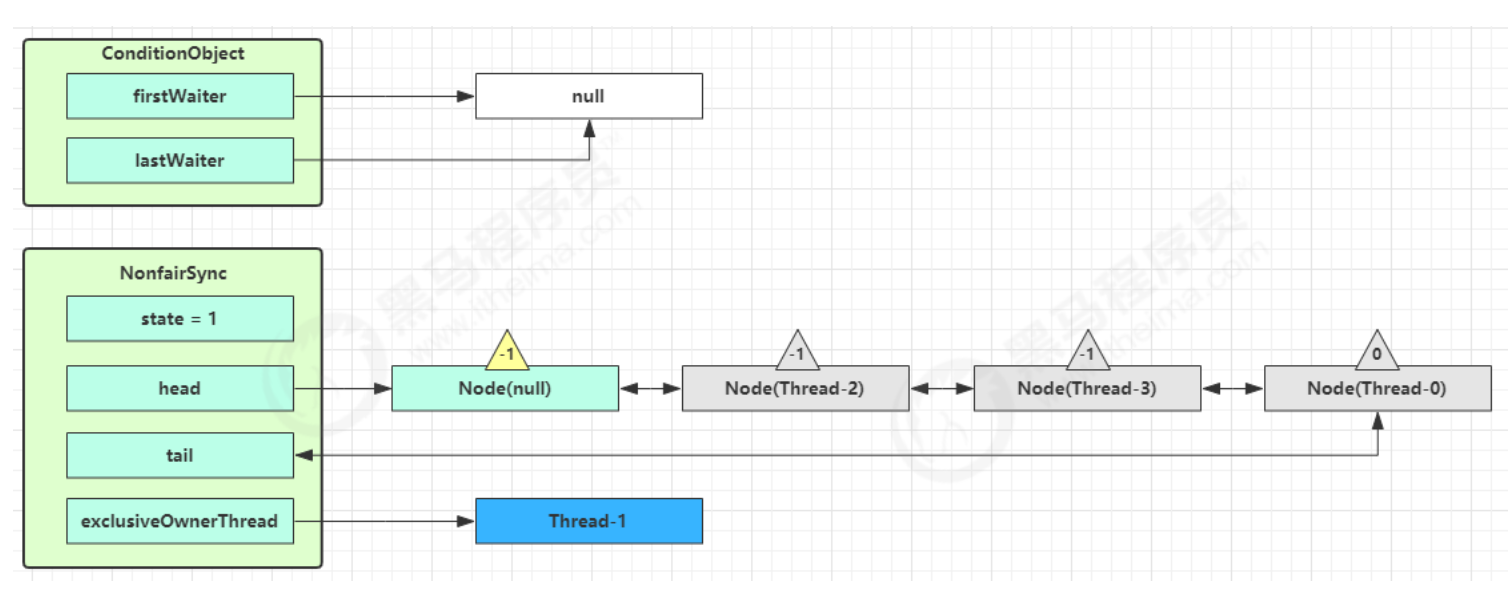 ConditionObject
firstWaiter
null
lastWaiter
黑马程序员
www.itheima.com
黑马程序员
www.itheima.com
NonfairSync
state = 1
-1
-1
-1
0
head
Node(null)
Node(Thread-2)
Node(Thread-3)
Node(Thread-0)
tail
exclusiveOwnerThread
Thread-1